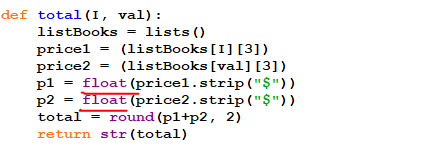 def total(I, val):
    listBooks = lists()
    price1 = (listBooks[I][3])
    price2 = (listBooks[val][3])
    p1 = float(price1.strip("$"))
    p2 = float(price2.strip("$"))
    total = round(p1+p2, 2)
    return str(total)